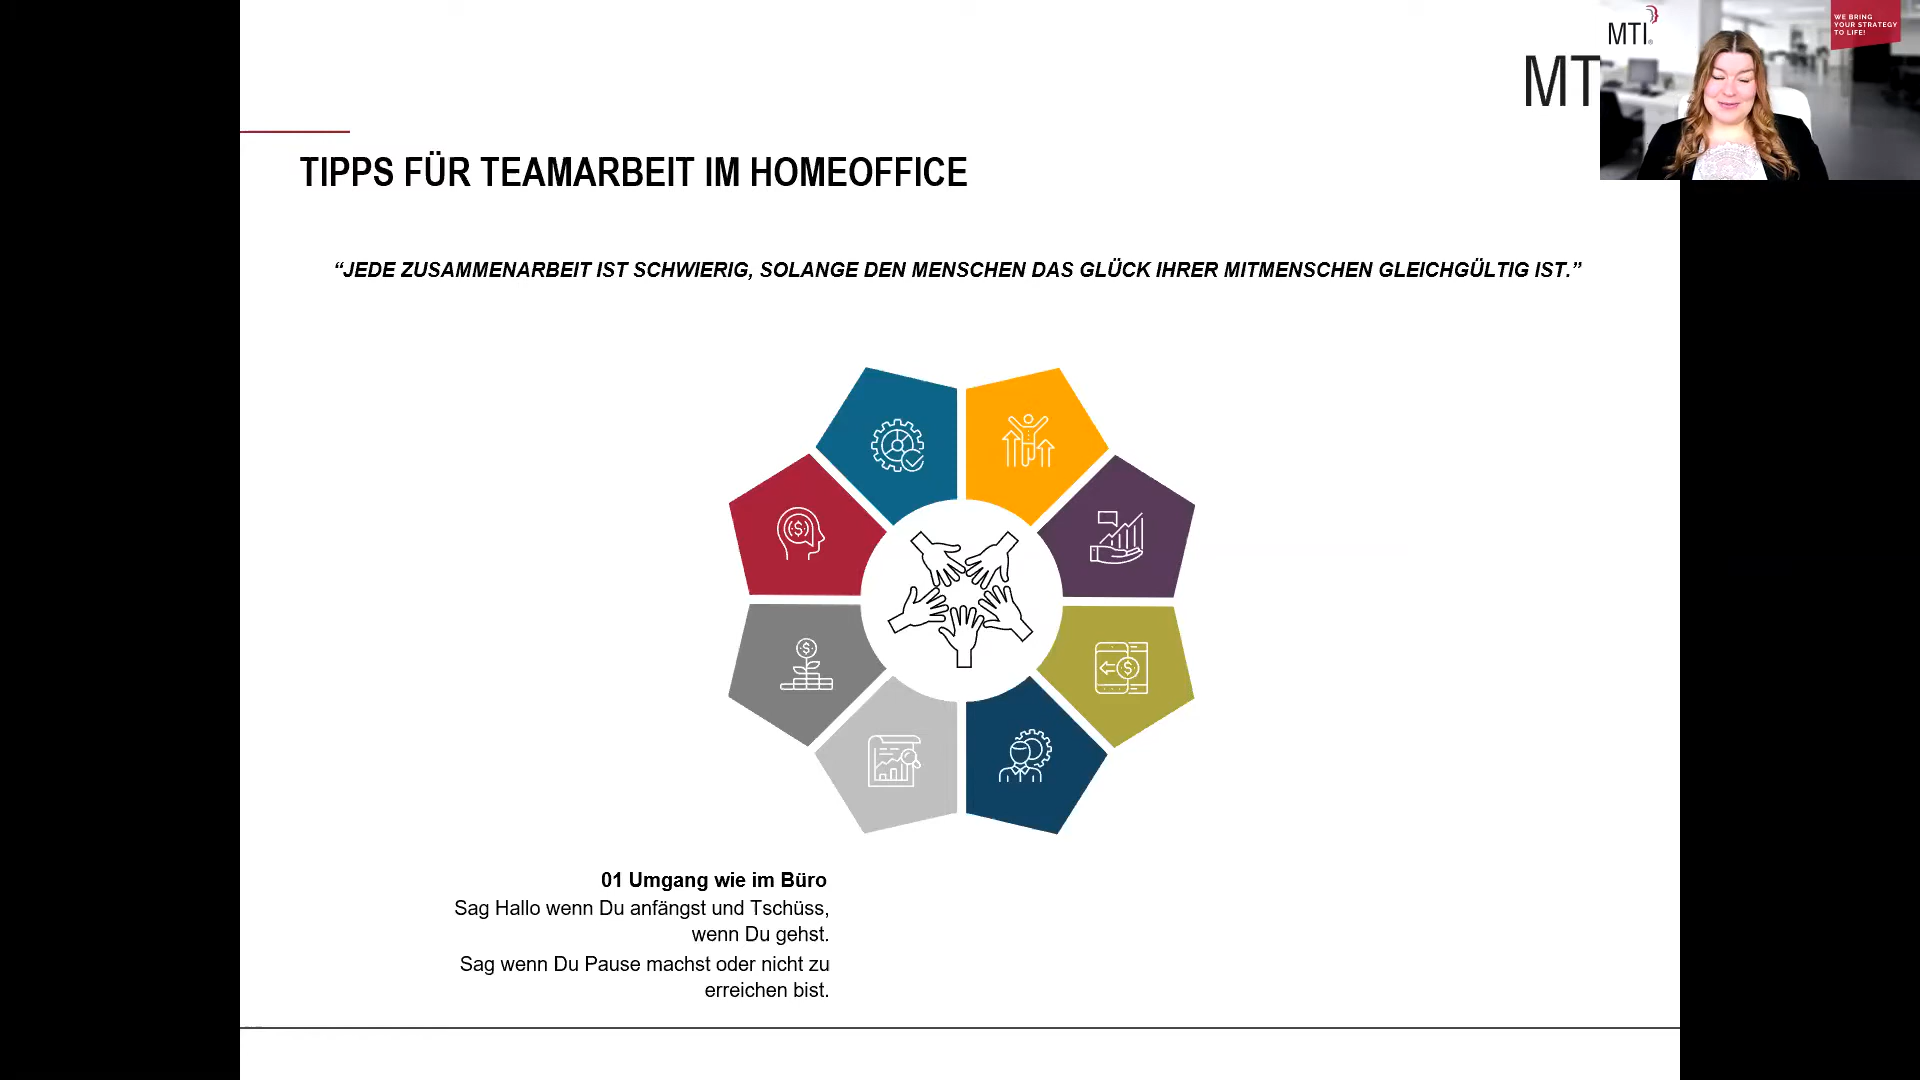 MTI
WE BRING
YOUR STRATEGY
TO LIFE!
MT
TIPPS FÜR TEAMARBEIT IM HOMEOFFICE
“JEDE ZUSAMMENARBEIT IST SCHWIERIG, SOLANGE DEN MENSCHEN DAS GLÜCK IHRER MITMENSCHEN GLEICHGÜLTIG IST.”
01 Umgang wie im Büro
Sag Hallo wenn Du anfängst und Tschüss,
wenn Du gehst.
Sag wenn Du Pause machst oder nicht zu
erreichen bist.